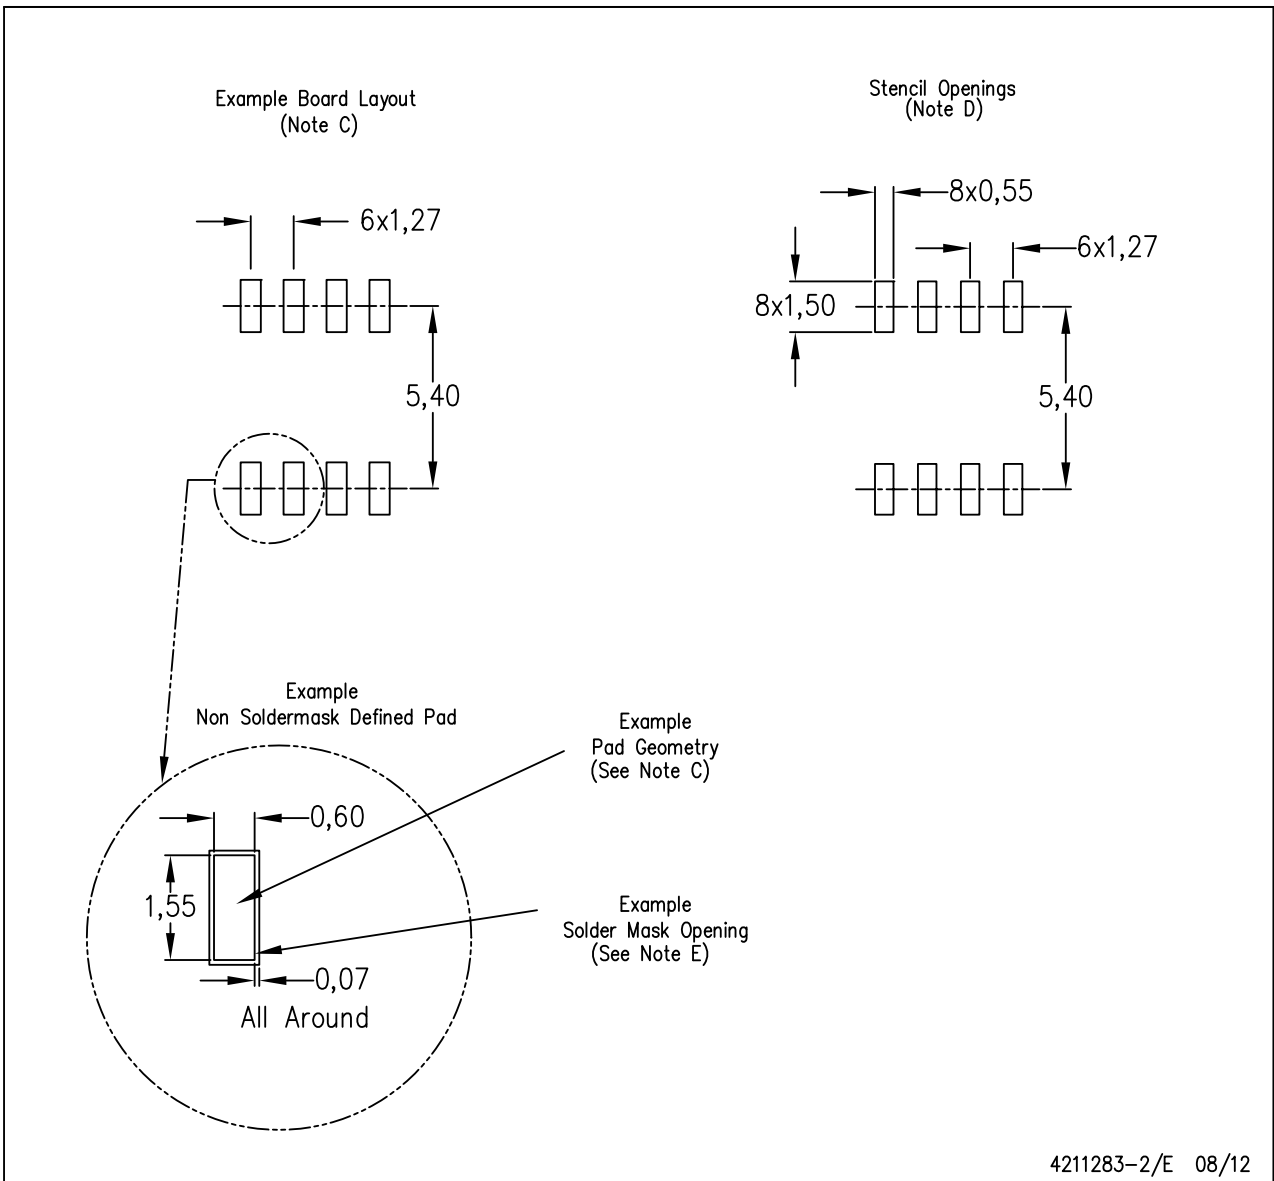 Example Board Layout
(Note C)
6x1,27
5,40
Stencil Openings
(Note D)
8x0,55
6x1,27
8x1,50
5,40
Example
Non Soldermask Defined Pad
0,60
1,55
0,07
All Around
Example
Pad Geometry
(See Note C)
Example
Solder Mask Opening
(See Note E)
4211283-2/E 08/12